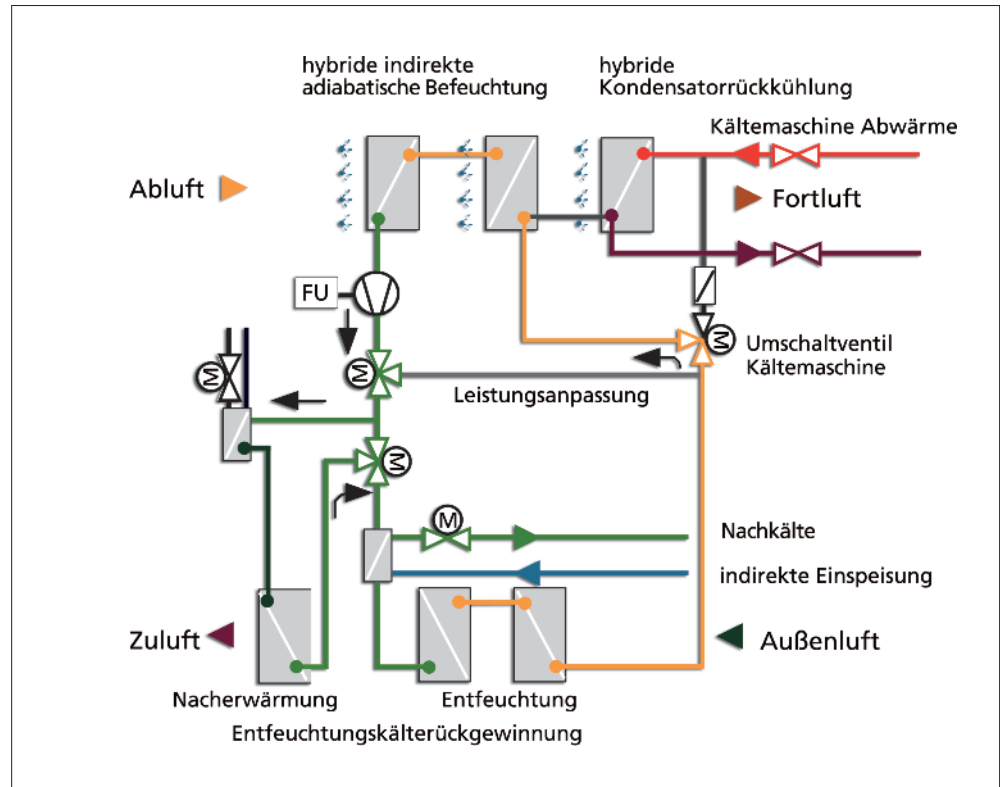 hybride indirekte
adiabatische Befeuchtung
hybride
Kondensatorrückkühlung
Kältemaschine Abwärme
Abluft
Fortluft
FU
M
Umschaltventil
Kältemaschine
M
M
Leistungsanpassung
M
M
Nachkälte
indirekte Einspeisung
Zuluft
Außenluft
Nacherwärmung
Entfeuchtung
Entfeuchtungskälterückgewinnung